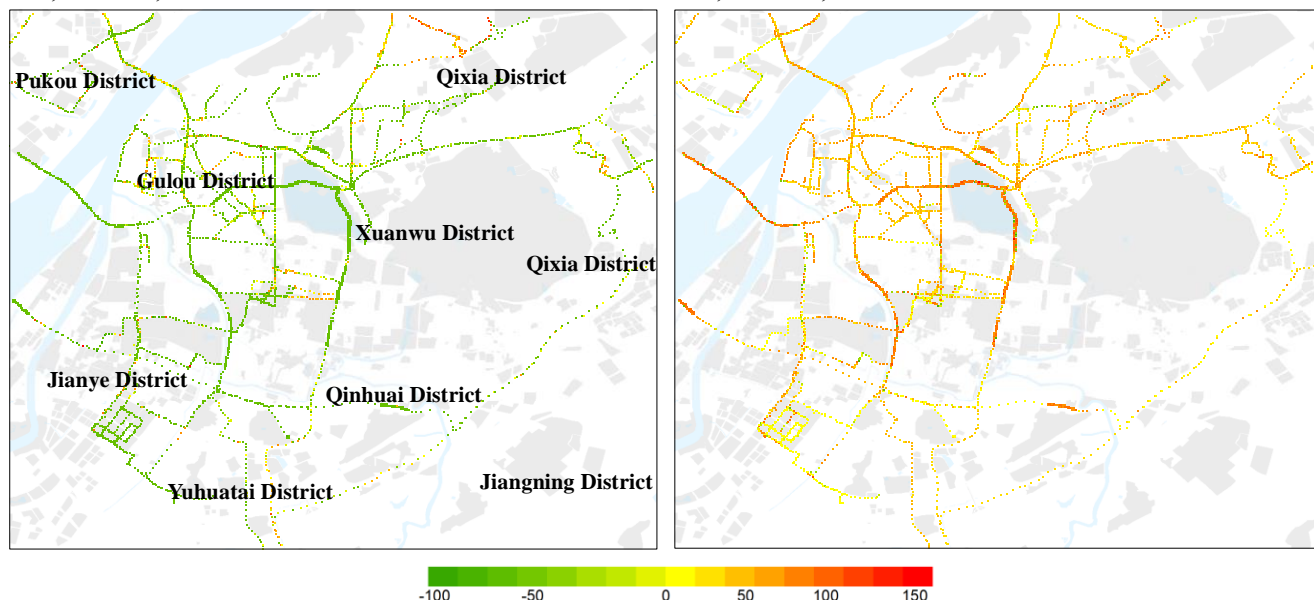 Pukou District
Qixia District
Gulou District
Xuanwu District
Qixia District
Jianye District
Qinhuai District
Yuhuatai District
Jiangning District
-100 -50 0 50 100 150